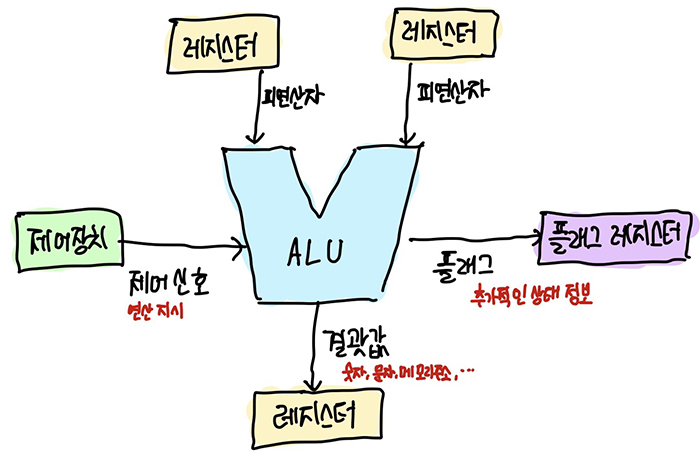 레지스터
레지스터
피연산자
피연산자
제어장치
ALU
플래그 레지스터
제어 신호
연산 지시
플래그
추가적인 상태 정보
결괏값
숫자, 문자, 메모리주소, ...
레지스터